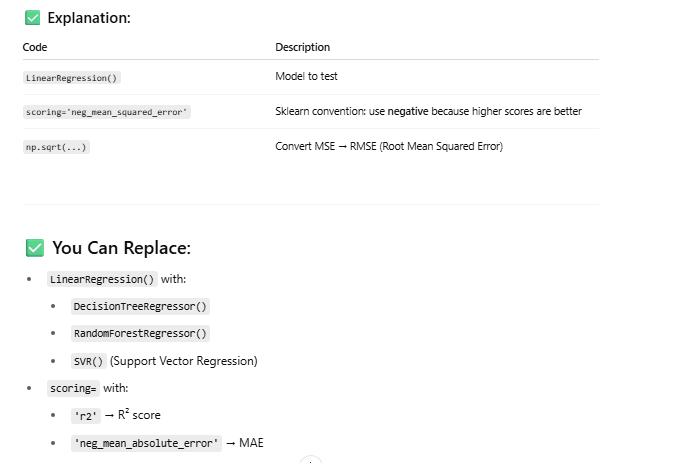 ✅ Explanation:
Code Description
LinearRegression() Model to test
scoring='neg_mean_squared_error' Sklearn convention: use negative because higher scores are better
np.sqrt(...) Convert MSE → RMSE (Root Mean Squared Error)
✅ You Can Replace:
• LinearRegression() with:
• DecisionTreeRegressor()
• RandomForestRegressor()
• SVR() (Support Vector Regression)
• scoring= with:
• 'r2' → R² score
• 'neg_mean_absolute_error' → MAE